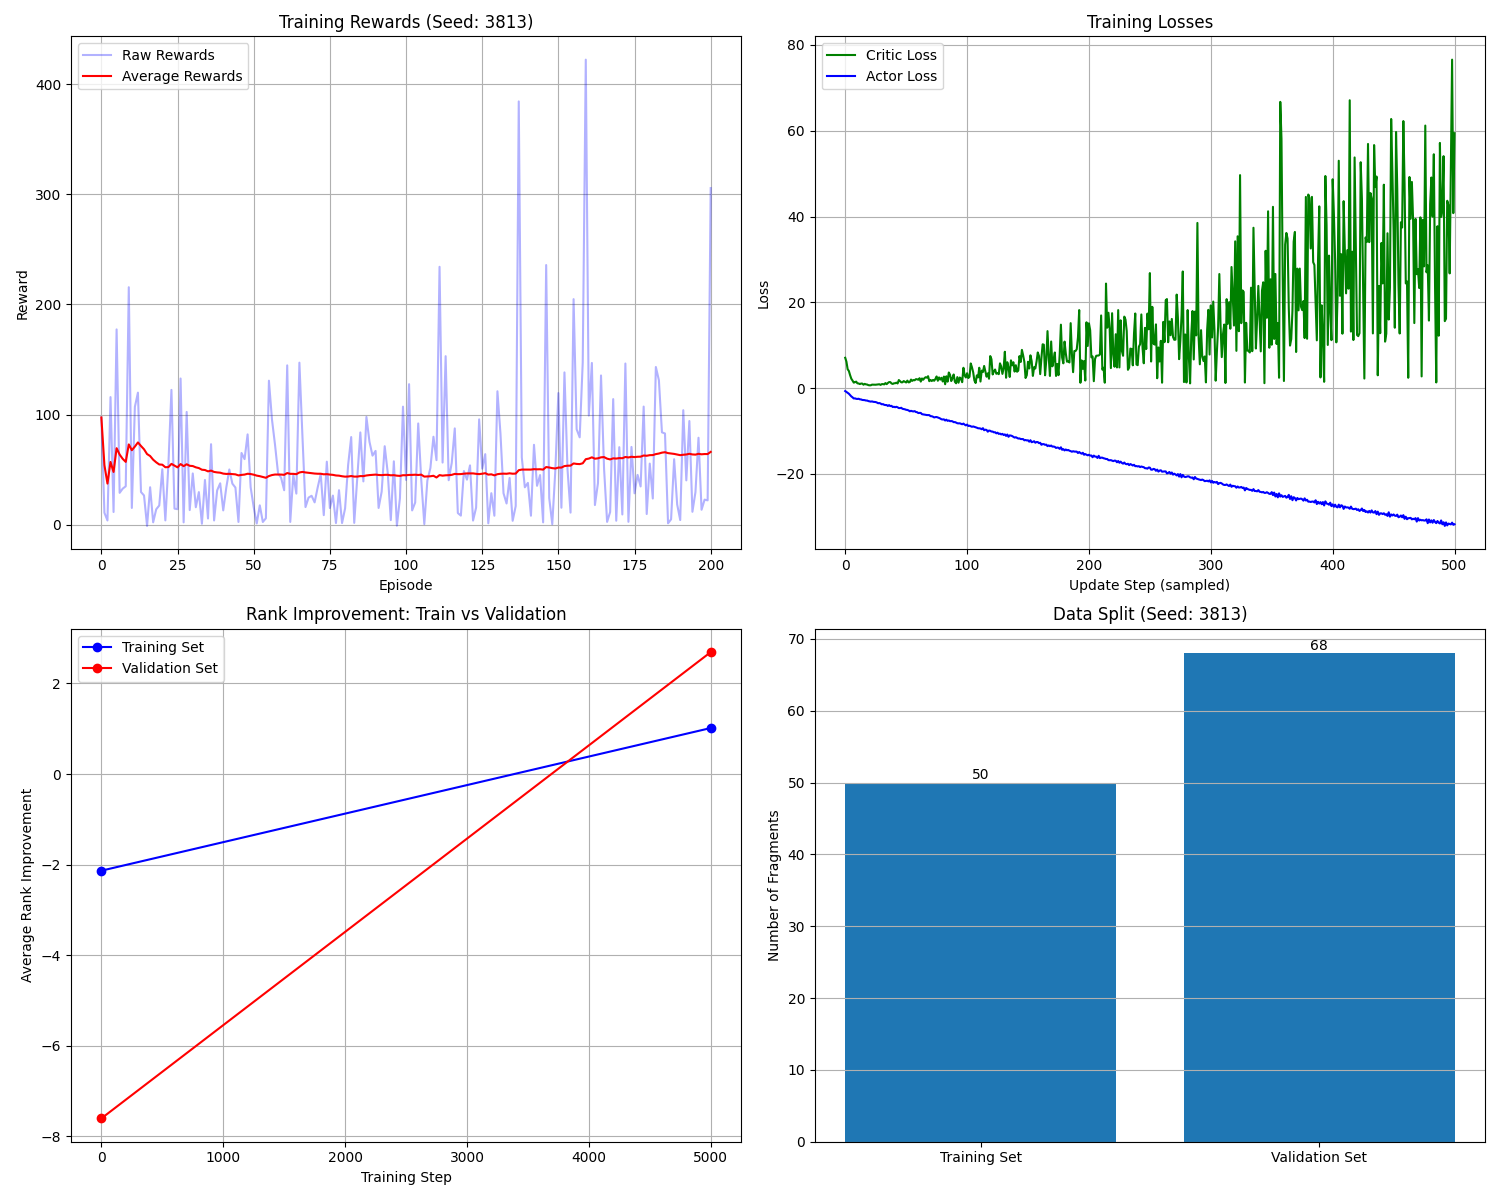 Training Rewards (Seed: 3813)
Raw Rewards
Average Rewards
400
300
200
100
0
Reward
0 25 50 75 100 125 150 175 200
Episode
Training Losses
Critic Loss
Actor Loss
80
60
40
20
0
−20
Loss
0 100 200 300 400 500
Update Step (sampled)
Rank Improvement: Train vs Validation
Training Set
Validation Set
2
0
−2
−4
−6
−8
Average Rank Improvement
0 1000 2000 3000 4000 5000
Training Step
Data Split (Seed: 3813)
70
60
50
40
30
20
10
0
Number of Fragments
50
68
Training Set Validation Set